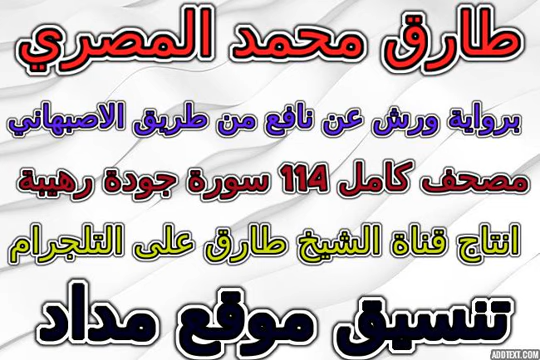 طارق محمد المصري
برواية ورش عن نافع من طريق الاصبهاني
مصحف كامل 114 سورة جودة رهيبة
انتاج قناة الشيخ طارق على التلجرام
تنسيق موقع مداد
ADDTEXT.COM